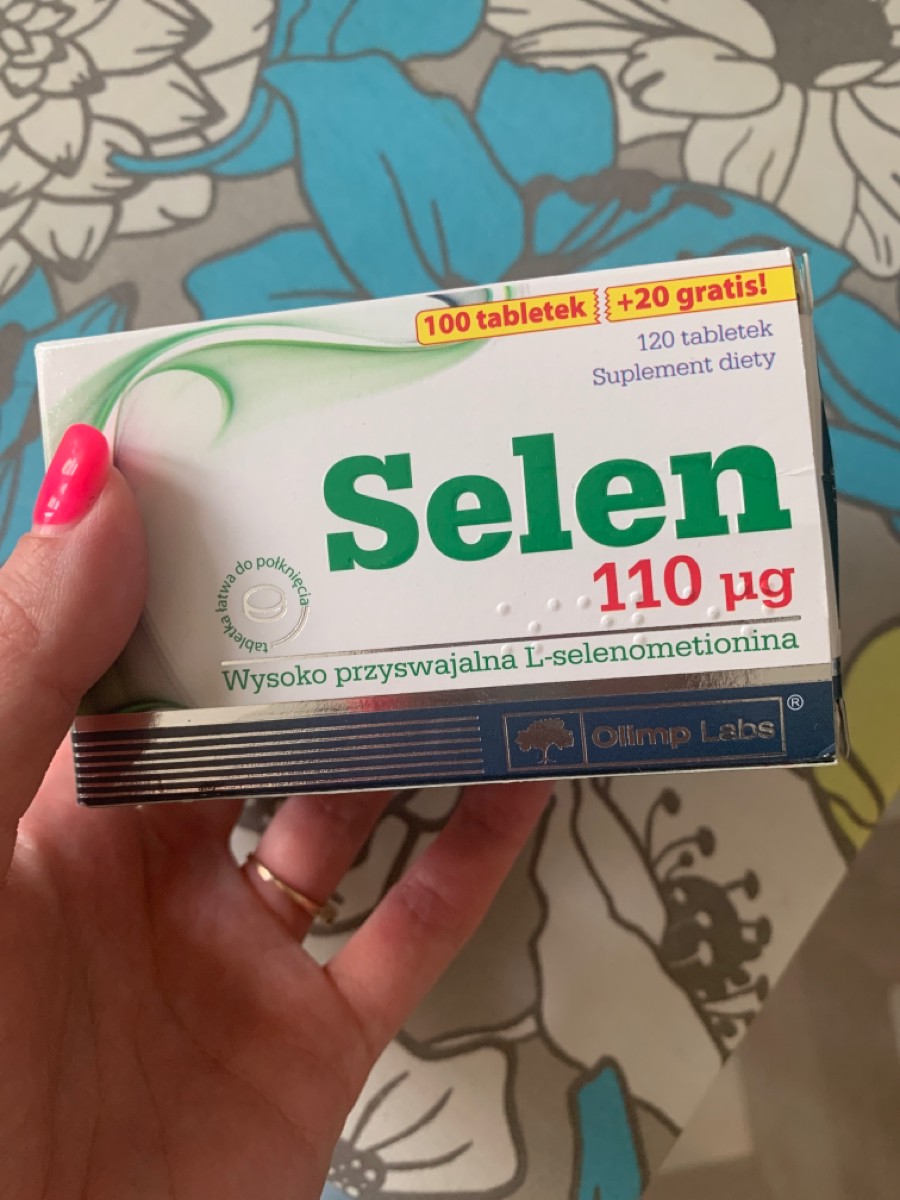 100 tabletek +20 gratis!
120 tabletek
Suplement diety
Selen
110 µg
tabletka łatwa do połknięcia
Wysoko przyswajalna L-selenometionina
Olimp Labs®